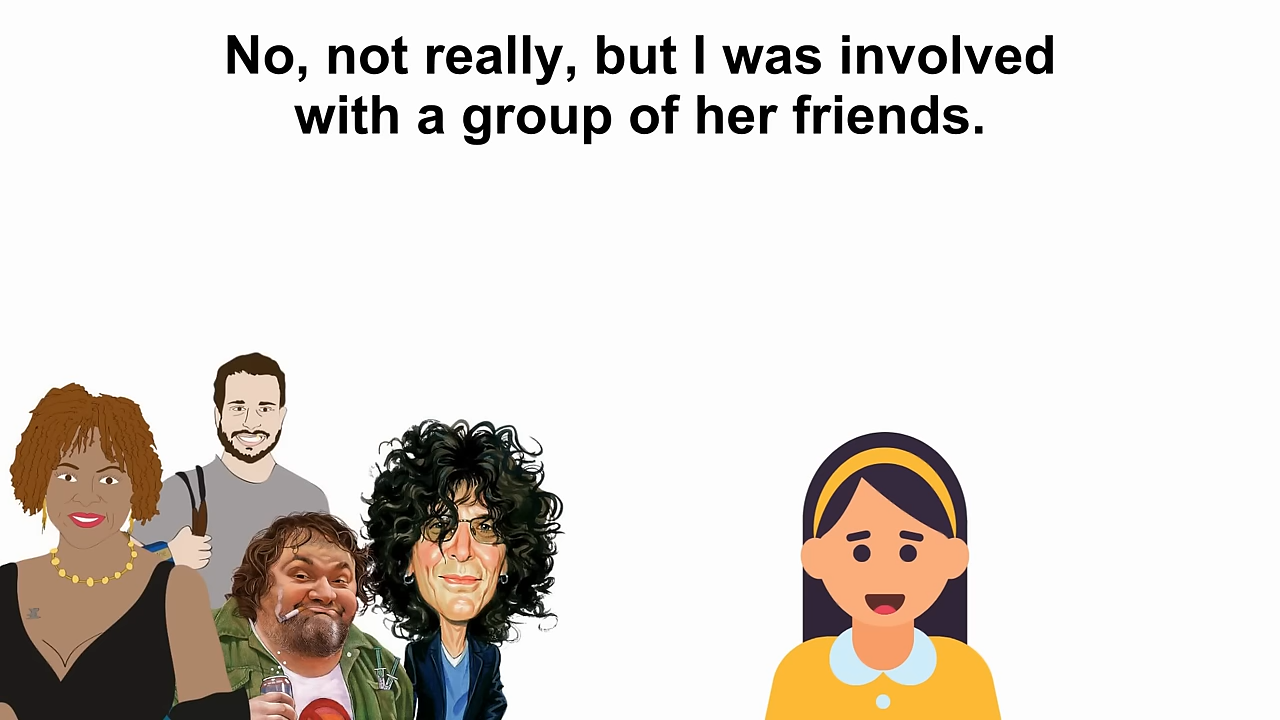 No, not really, but I was involved
with a group of her friends.